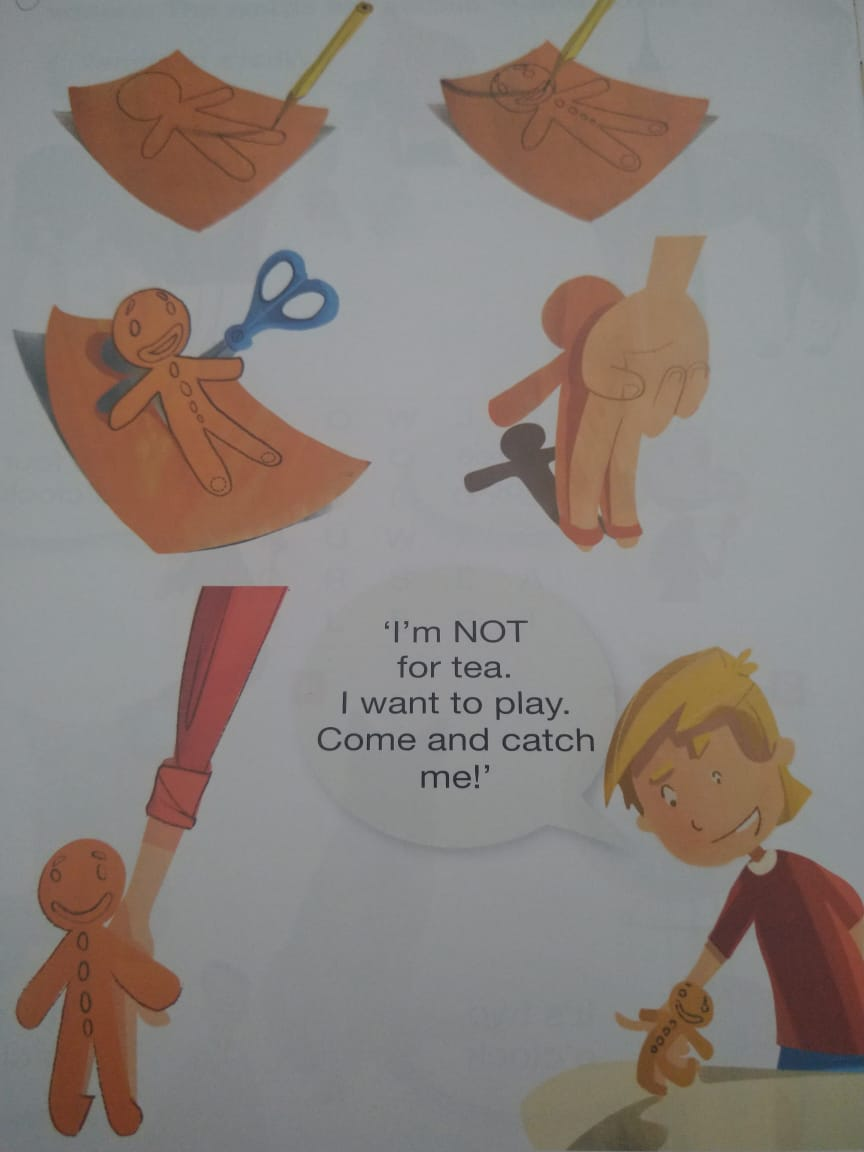 ‘I’m NOT
for tea.
I want to play.
Come and catch
me!’